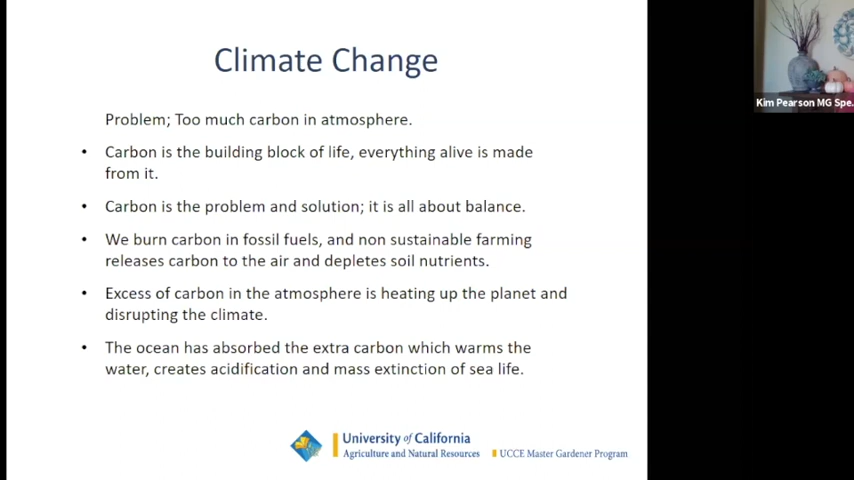 Climate Change
Problem; Too much carbon in atmosphere.
• Carbon is the building block of life, everything alive is made
from it.
• Carbon is the problem and solution; it is all about balance.
• We burn carbon in fossil fuels, and non sustainable farming
releases carbon to the air and depletes soil nutrients.
• Excess of carbon in the atmosphere is heating up the planet and
disrupting the climate.
• The ocean has absorbed the extra carbon which warms the
water, creates acidification and mass extinction of sea life.
University of California
Agriculture and Natural Resources
UCCE Master Gardener Program
Kim Pearson MG Spe...